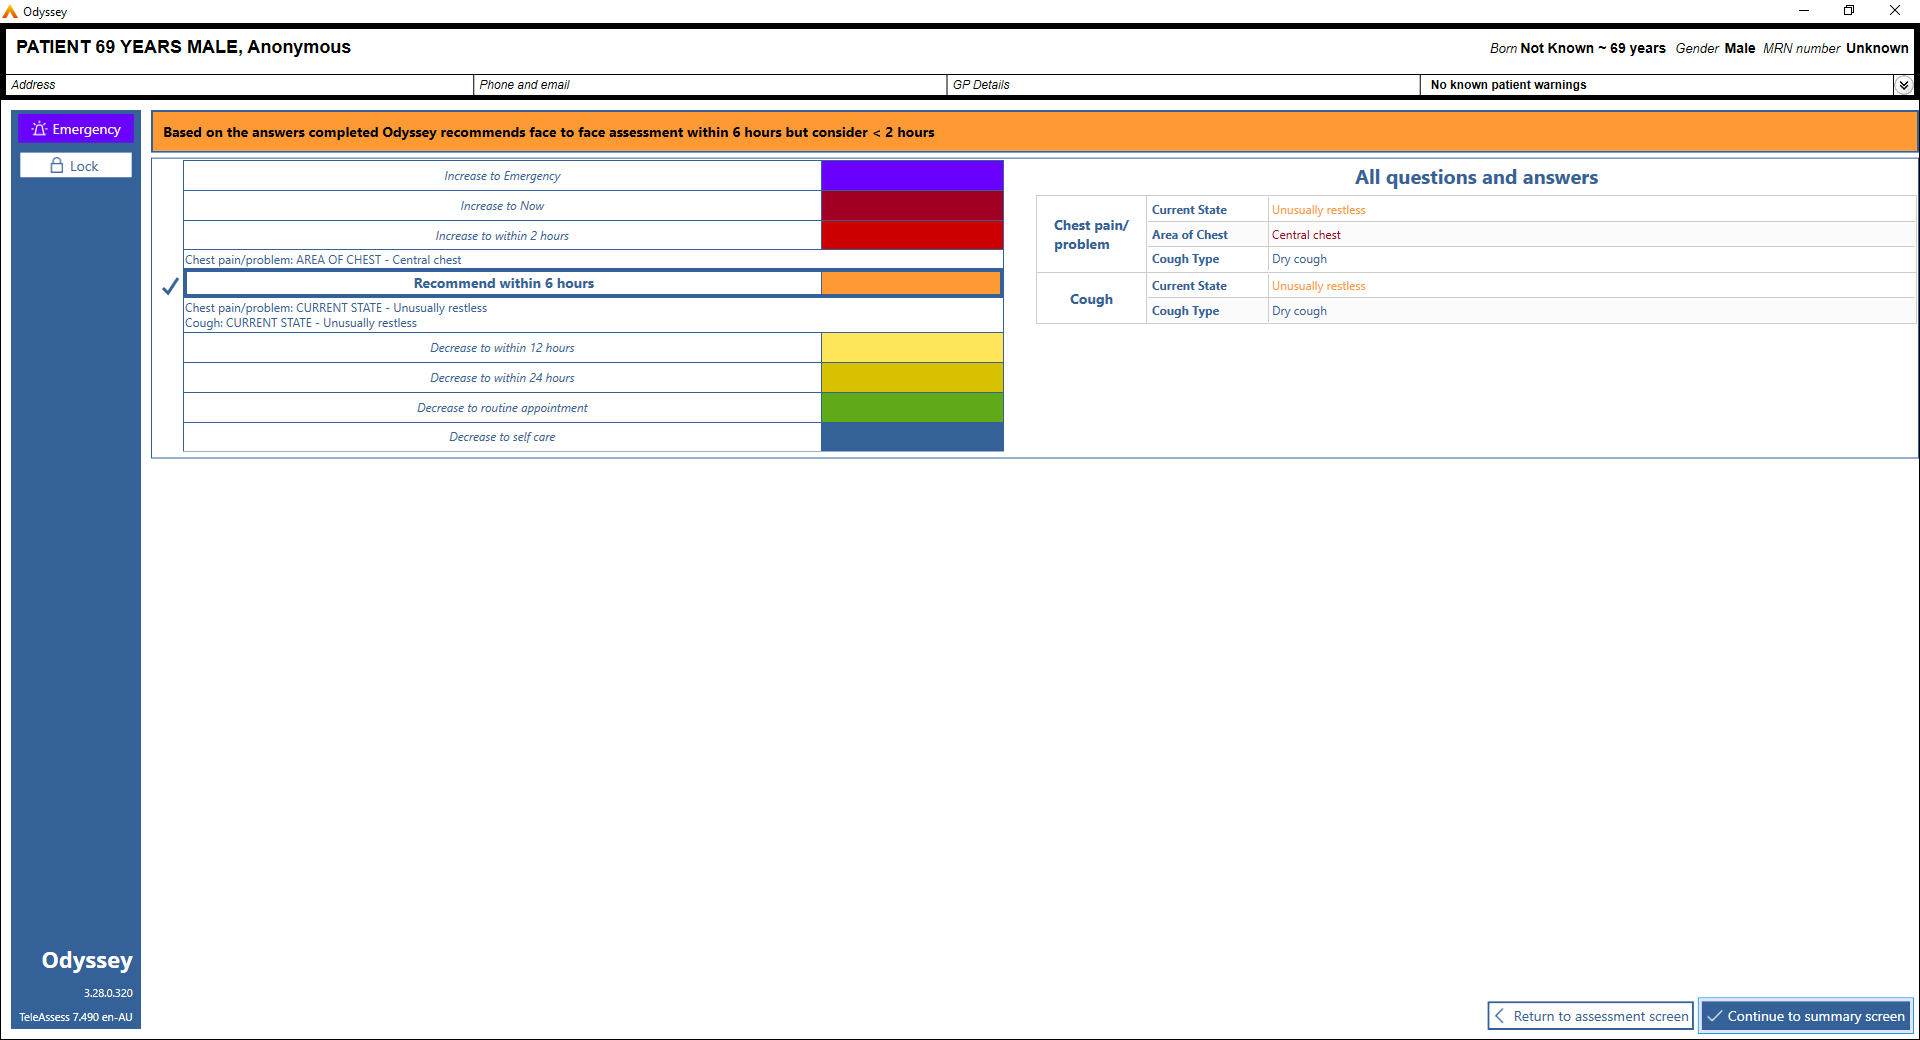 Odyssey
PATIENT 69 YEARS MALE, Anonymous
Born Not Known ~ 69 years Gender Male MRN number Unknown
Address
Phone and email
GP Details
No known patient warnings
Emergency
Lock
Based on the answers completed Odyssey recommends face to face assessment within 6 hours but consider < 2 hours
Increase to Emergency
Increase to Now
Increase to within 2 hours
Chest pain/problem: AREA OF CHEST - Central chest
Recommend within 6 hours
Chest pain/problem: CURRENT STATE - Unusually restless
Cough: CURRENT STATE - Unusually restless
Decrease to within 12 hours
Decrease to within 24 hours
Decrease to routine appointment
Decrease to self care
All questions and answers
Chest pain/
problem
Current State Unusually restless
Area of Chest Central chest
Cough Type Dry cough
Cough
Current State Unusually restless
Cough Type Dry cough
Odyssey
3.28.0.320
TeleAssess 7.490 en-AU
Return to assessment screen
Continue to summary screen